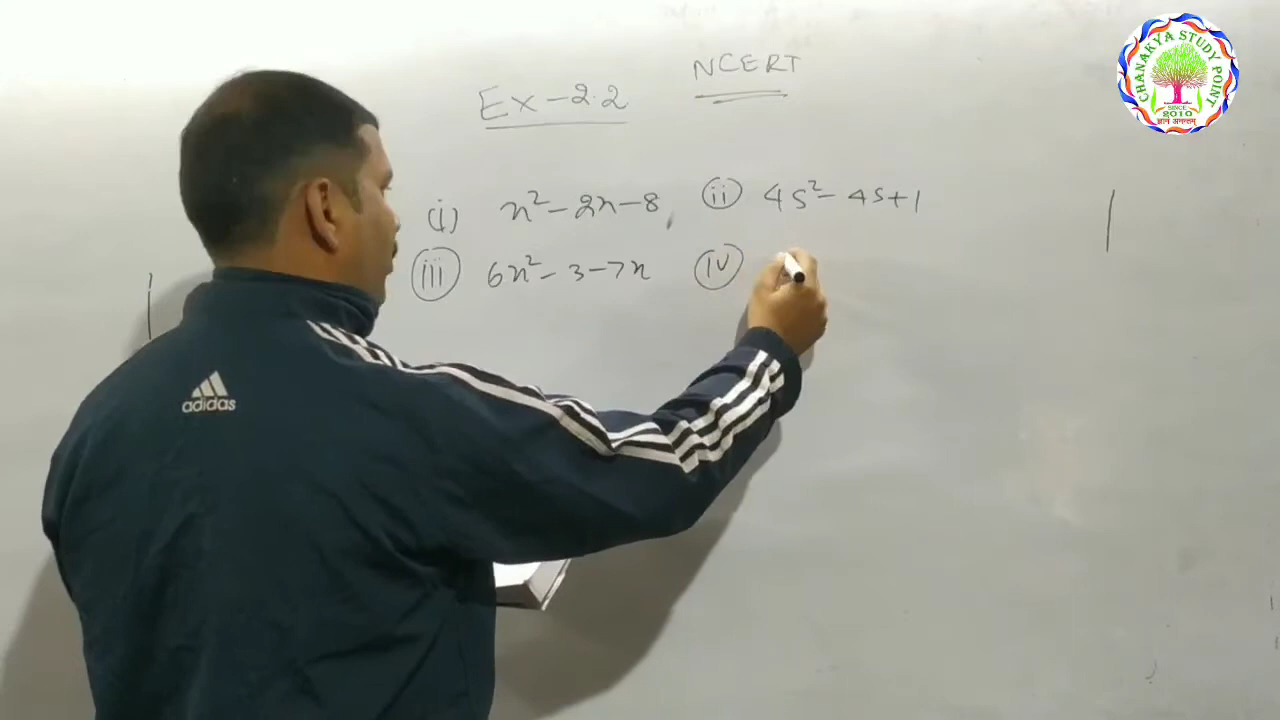 NCERT
Ex-2.2
(i) x²-2x-8, (ii) 4s²-4s+1
(iii) 6x²-3-7x (iv)
adidas
CHANAKYA STUDY POINT
SINCE
2010